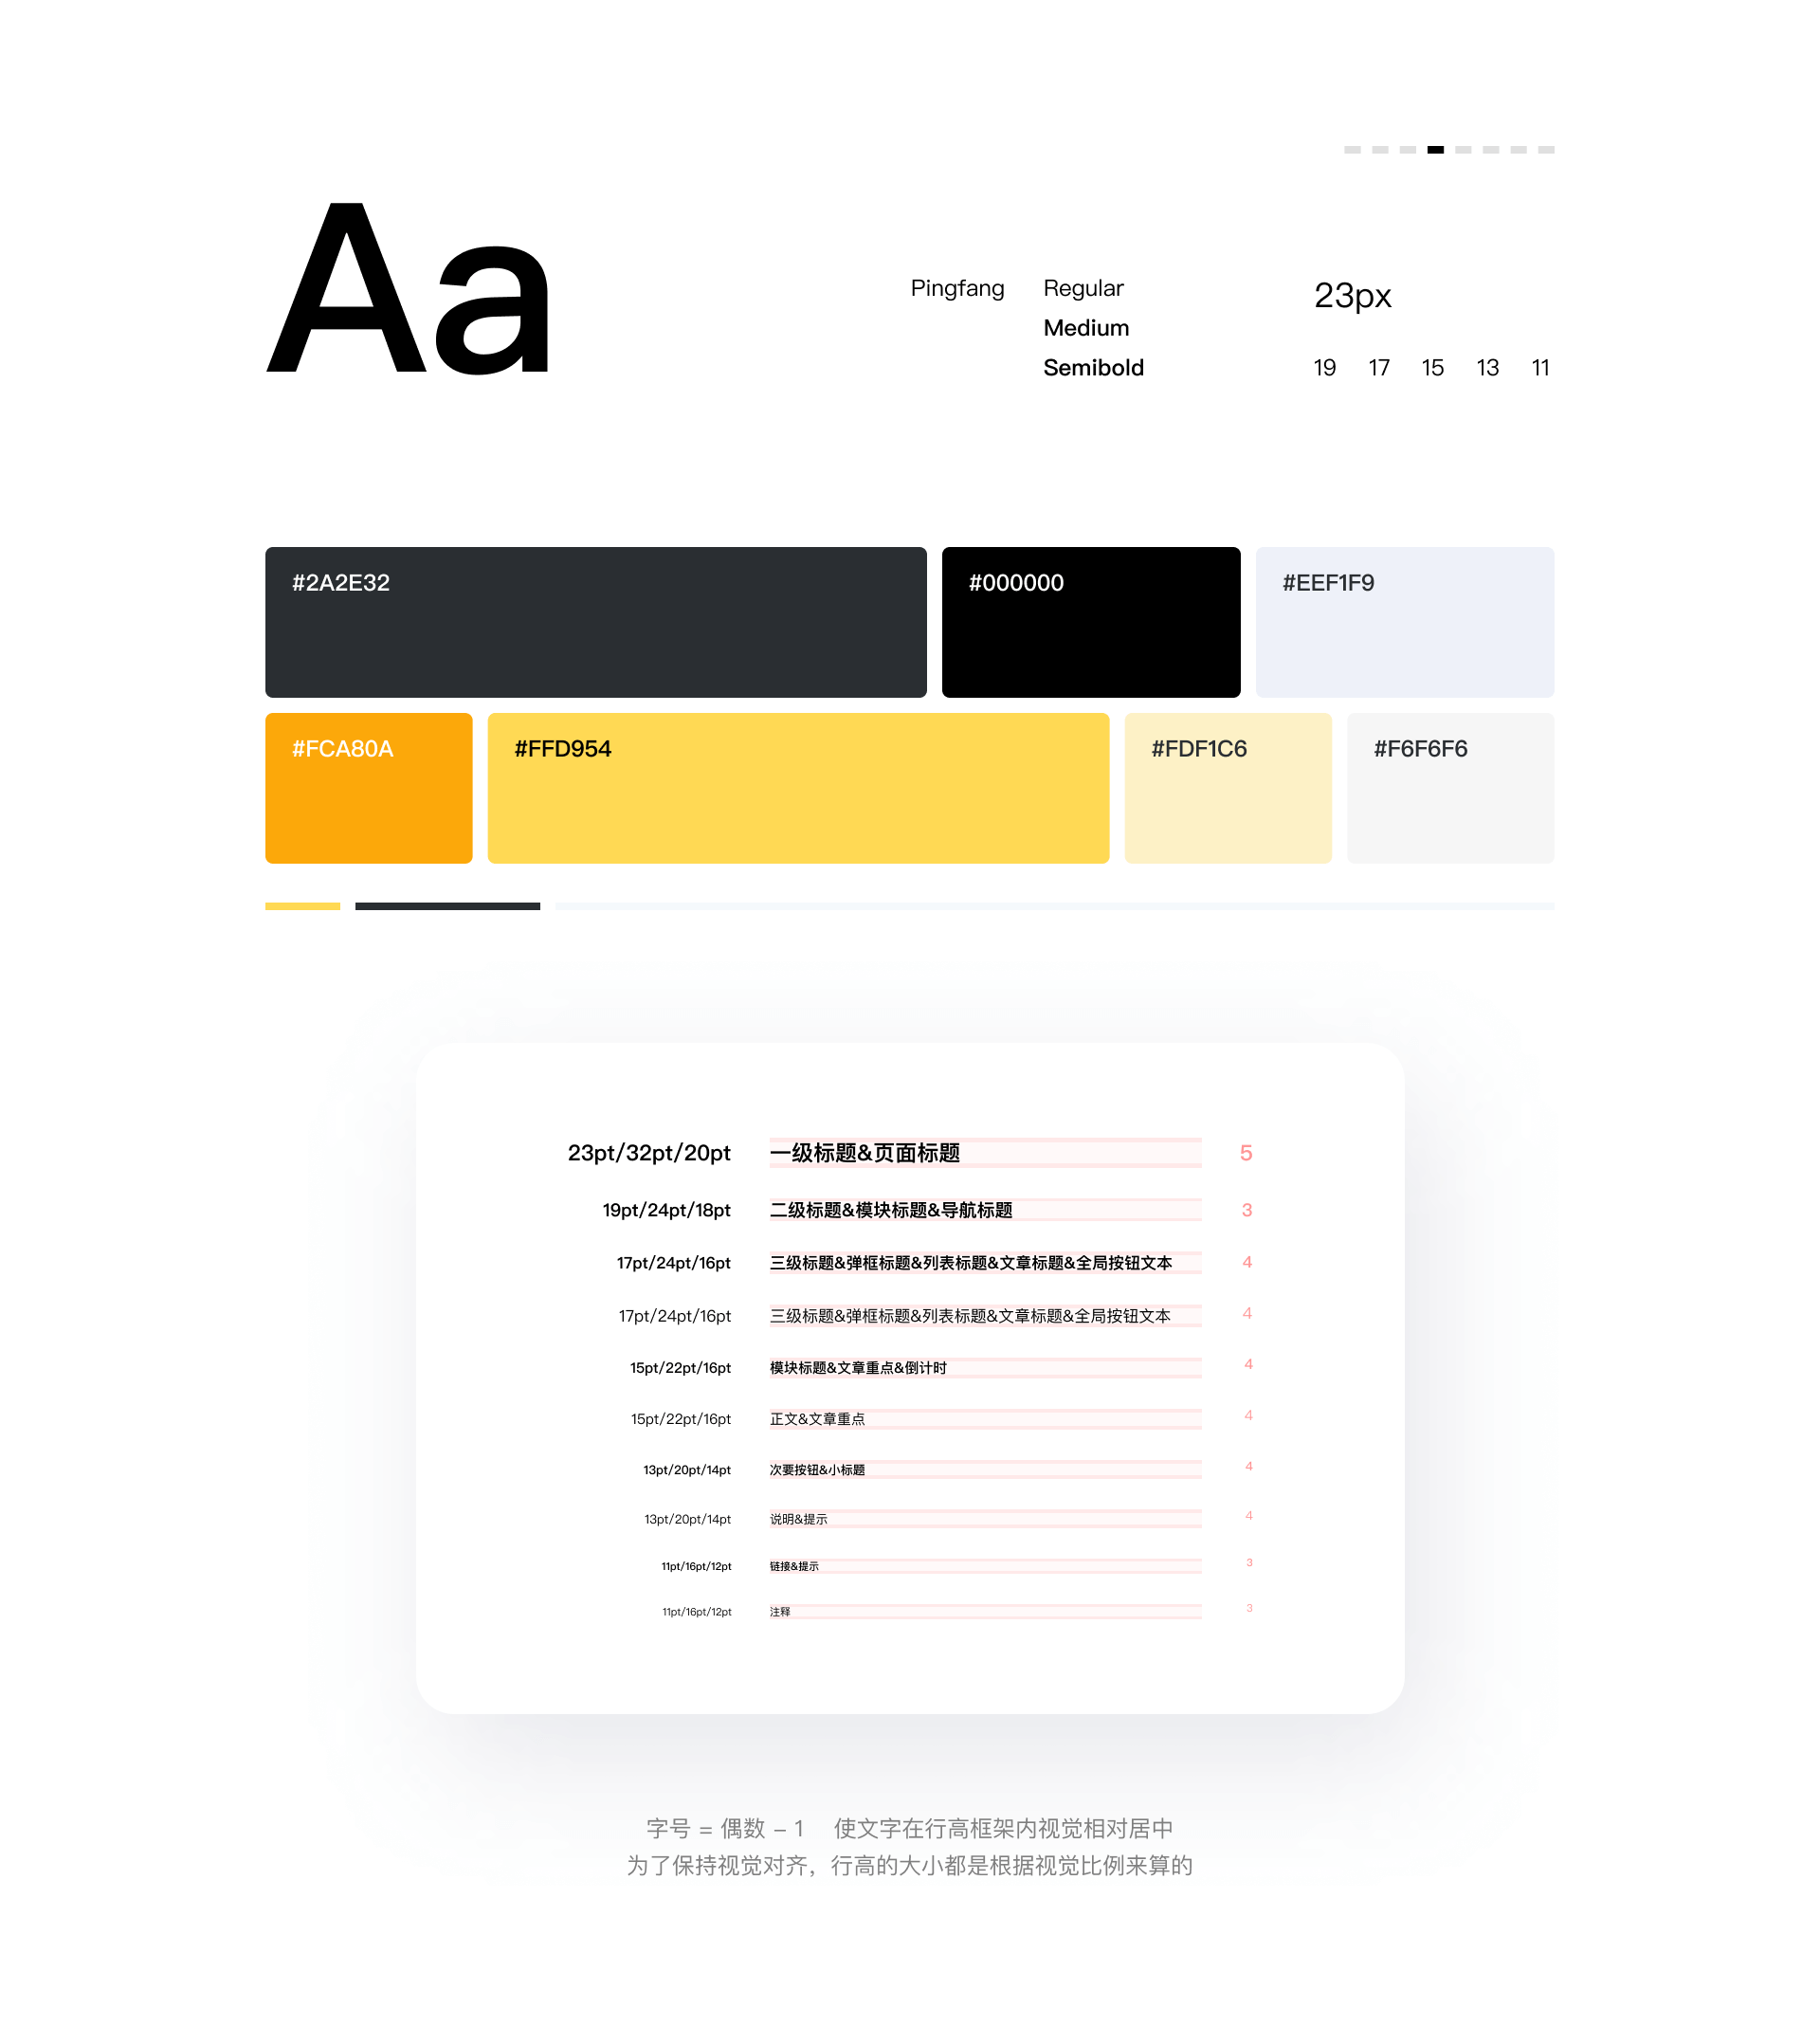 Aa
Pingfang
Regular
Medium
Semibold
23px
19 17 15 13 11
#2A2E32
#000000
#EEF1F9
#FCA80A
#FFD954
#FDF1C6
#F6F6F6
23pt/32pt/20pt 一级标题&页面标题 5
19pt/24pt/18pt 二级标题&模块标题&导航标题 3
17pt/24pt/16pt 三级标题&弹框标题&列表标题&文章标题&全局按钮文本 4
17pt/24pt/16pt 三级标题&弹框标题&列表标题&文章标题&全局按钮文本 4
15pt/22pt/16pt 模块标题&文章重点&倒计时 4
15pt/22pt/16pt 正文&文章重点 4
13pt/20pt/14pt 次要按钮&小标题 4
13pt/20pt/14pt 说明&提示 4
11pt/16pt/12pt 链接&提示 3
11pt/16pt/12pt 注释 3
字号 = 偶数 – 1 使文字在行高框架内视觉相对居中
为了保持视觉对齐，行高的大小都是根据视觉比例来算的